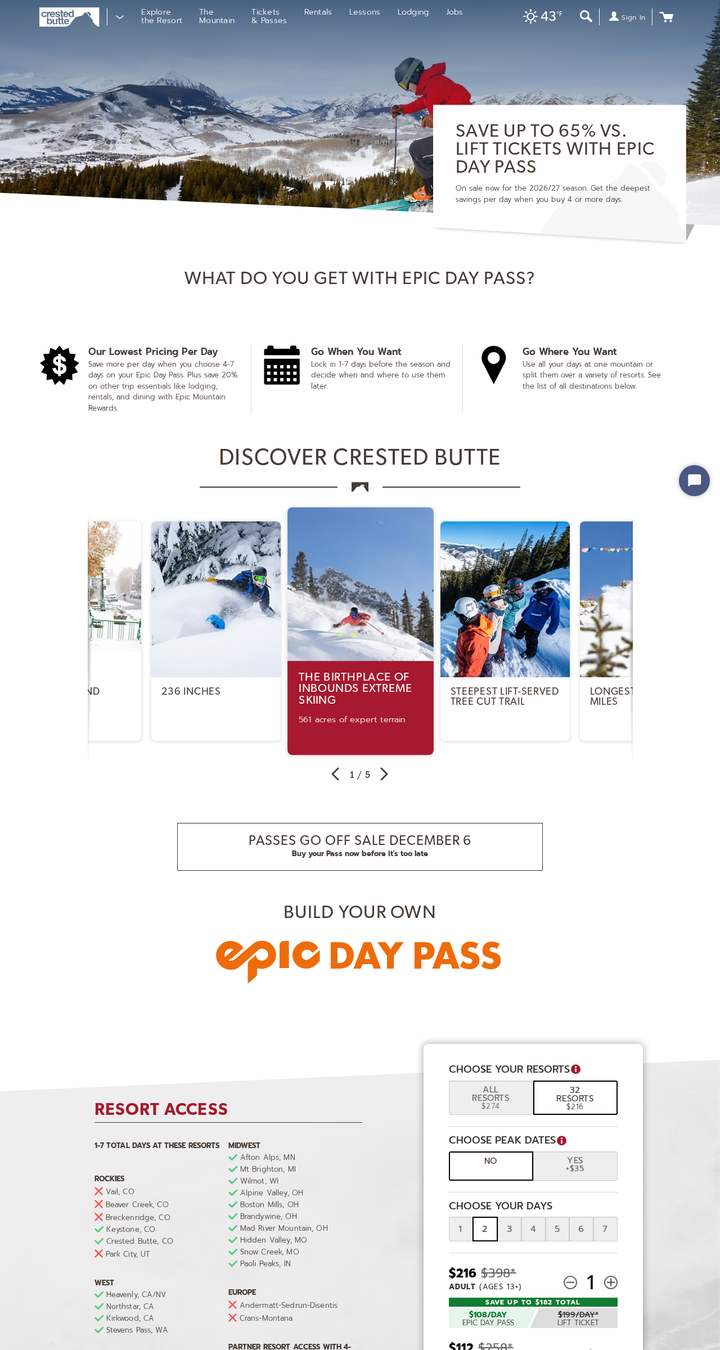 crested
butte
Explore
the Resort
The
Mountain
Tickets
& Passes
Rentals
Lessons
Lodging
Jobs
43°F
Sign In
SAVE UP TO 65% VS.
LIFT TICKETS WITH EPIC
DAY PASS
On sale now for the 2026/27 season. Get the deepest
savings per day when you buy 4 or more days.
WHAT DO YOU GET WITH EPIC DAY PASS?
Our Lowest Pricing Per Day
Save more per day when you choose 4-7
days on your Epic Day Pass. Plus save 20%
on other trip essentials like lodging,
rentals, and dining with Epic Mountain
Rewards.
Go When You Want
Lock in 1-7 days before the season and
decide when and where to use them
later.
Go Where You Want
Use all your days at one mountain or
split them over a variety of resorts. See
the list of all destinations below.
DISCOVER CRESTED BUTTE
ND
236 INCHES
THE BIRTHPLACE OF
INBOUNDS EXTREME
SKIING
561 acres of expert terrain
STEEPEST LIFT-SERVED
TREE CUT TRAIL
LONGEST
MILES
1 / 5
PASSES GO OFF SALE DECEMBER 6
Buy your Pass now before it's too late
BUILD YOUR OWN
epic DAY PASS
RESORT ACCESS
1-7 TOTAL DAYS AT THESE RESORTS
ROCKIES
Vail, CO
Beaver Creek, CO
Breckenridge, CO
Keystone, CO
Crested Butte, CO
Park City, UT
WEST
Heavenly, CA/NV
Northstar, CA
Kirkwood, CA
Stevens Pass, WA
MIDWEST
Afton Alps, MN
Mt Brighton, MI
Wilmot, WI
Alpine Valley, OH
Boston Mills, OH
Brandywine, OH
Mad River Mountain, OH
Hidden Valley, MO
Snow Creek, MO
Paoli Peaks, IN
EUROPE
Andermatt-Sedrun-Disentis
Crans-Montana
PARTNER RESORT ACCESS WITH 4-
CHOOSE YOUR RESORTS
ALL
RESORTS
$274
32
RESORTS
$216
CHOOSE PEAK DATES
NO
YES
+$35
CHOOSE YOUR DAYS
1 2 3 4 5 6 7
$216 $398*
ADULT (AGES 13+)
1
SAVE UP TO $182 TOTAL
$108/DAY
EPIC DAY PASS
$199/DAY*
LIFT TICKET
$112 $258*